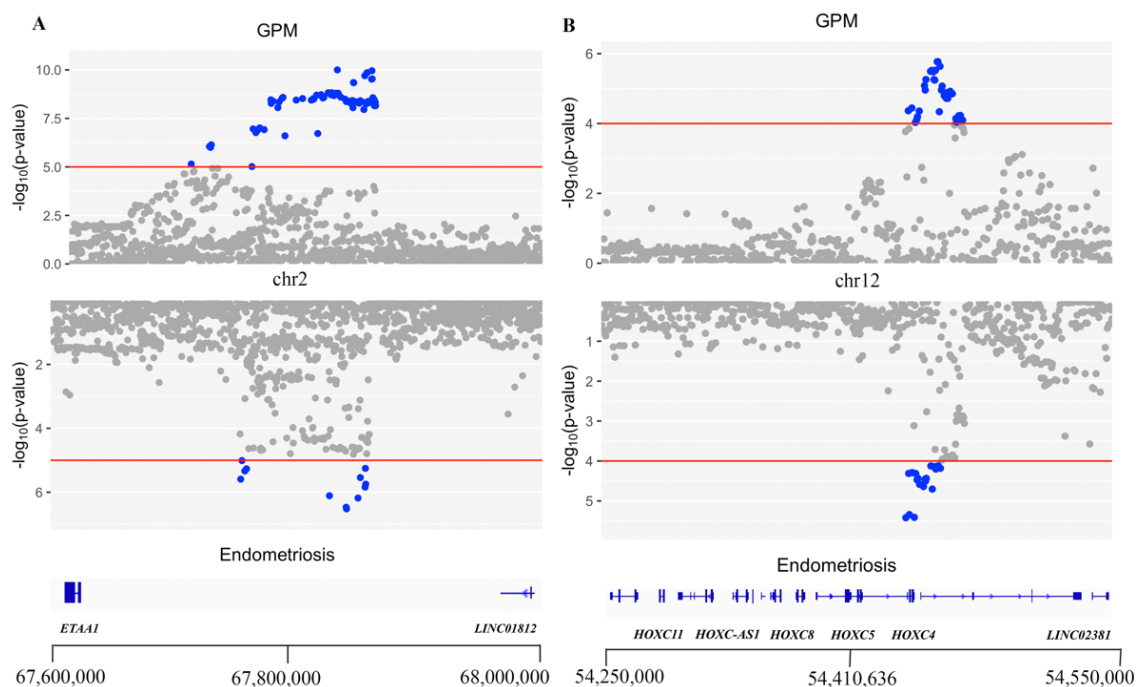 A
GPM
-log10(p-value)
10.0
7.5
5.0
2.5
0.0
chr2
-log10(p-value)
2
4
6
Endometriosis
ETAA1
LINC01812
67,600,000
67,800,000
68,000,000
B
GPM
-log10(p-value)
6
4
2
0
chr12
-log10(p-value)
1
2
3
4
5
Endometriosis
HOXC11
HOXC-AS1
HOXC8
HOXC5
HOXC4
LINC02381
54,250,000
54,410,636
54,550,000